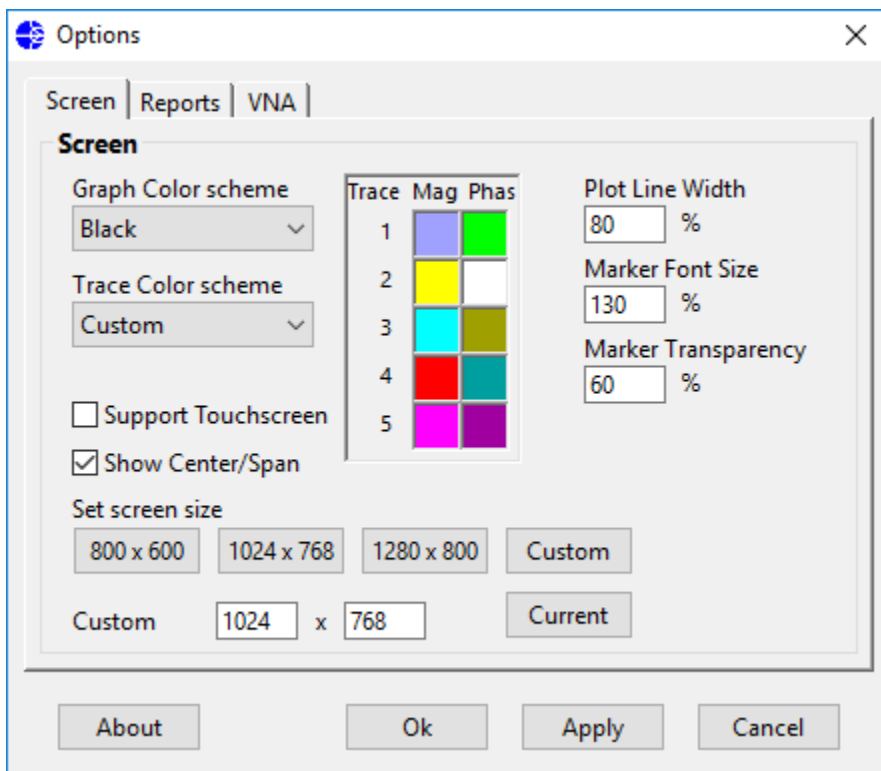 Options
Screen Reports VNA
Screen
Graph Color scheme
Black
Trace Color scheme
Custom
Support Touchscreen
Show Center/Span
Trace Mag Phas
1
2
3
4
5
Plot Line Width
80 %
Marker Font Size
130 %
Marker Transparency
60 %
Set screen size
800 x 600 1024 x 768 1280 x 800 Custom
Custom 1024 x 768 Current
About Ok Apply Cancel